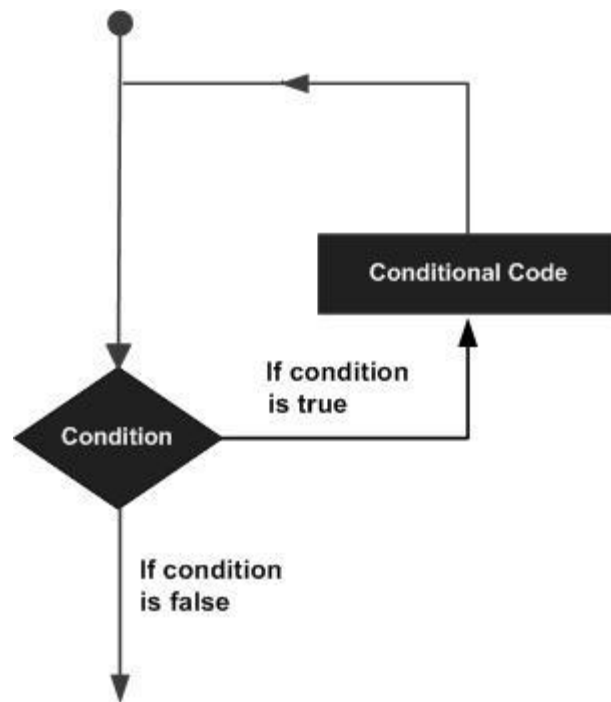 Conditional Code
If condition
is true
Condition
If condition
is false